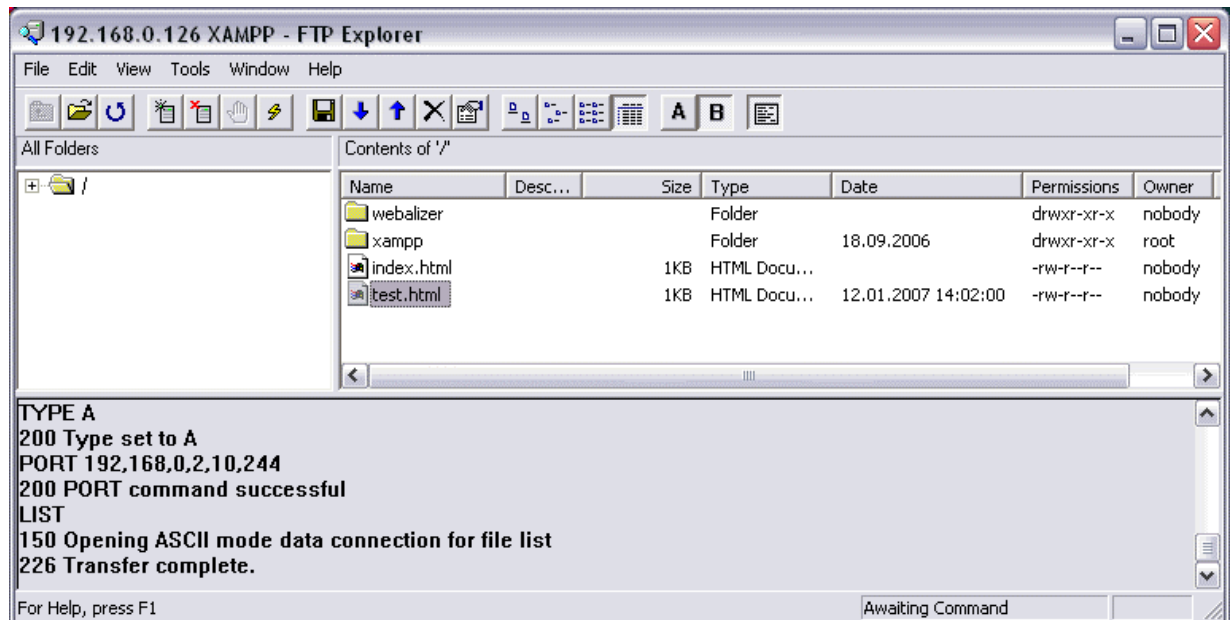 192.168.0.126 XAMPP - FTP Explorer
File Edit View Tools Window Help
A B
All Folders Contents of '/'
/
Name Desc... Size Type Date Permissions Owner
webalizer Folder drwxr-xr-x nobody
xampp Folder 18.09.2006 drwxr-xr-x root
index.html 1KB HTML Docu... -rw-r--r-- nobody
test.html 1KB HTML Docu... 12.01.2007 14:02:00 -rw-r--r-- nobody
TYPE A
200 Type set to A
PORT 192,168,0,2,10,244
200 PORT command successful
LIST
150 Opening ASCII mode data connection for file list
226 Transfer complete.
For Help, press F1 Awaiting Command